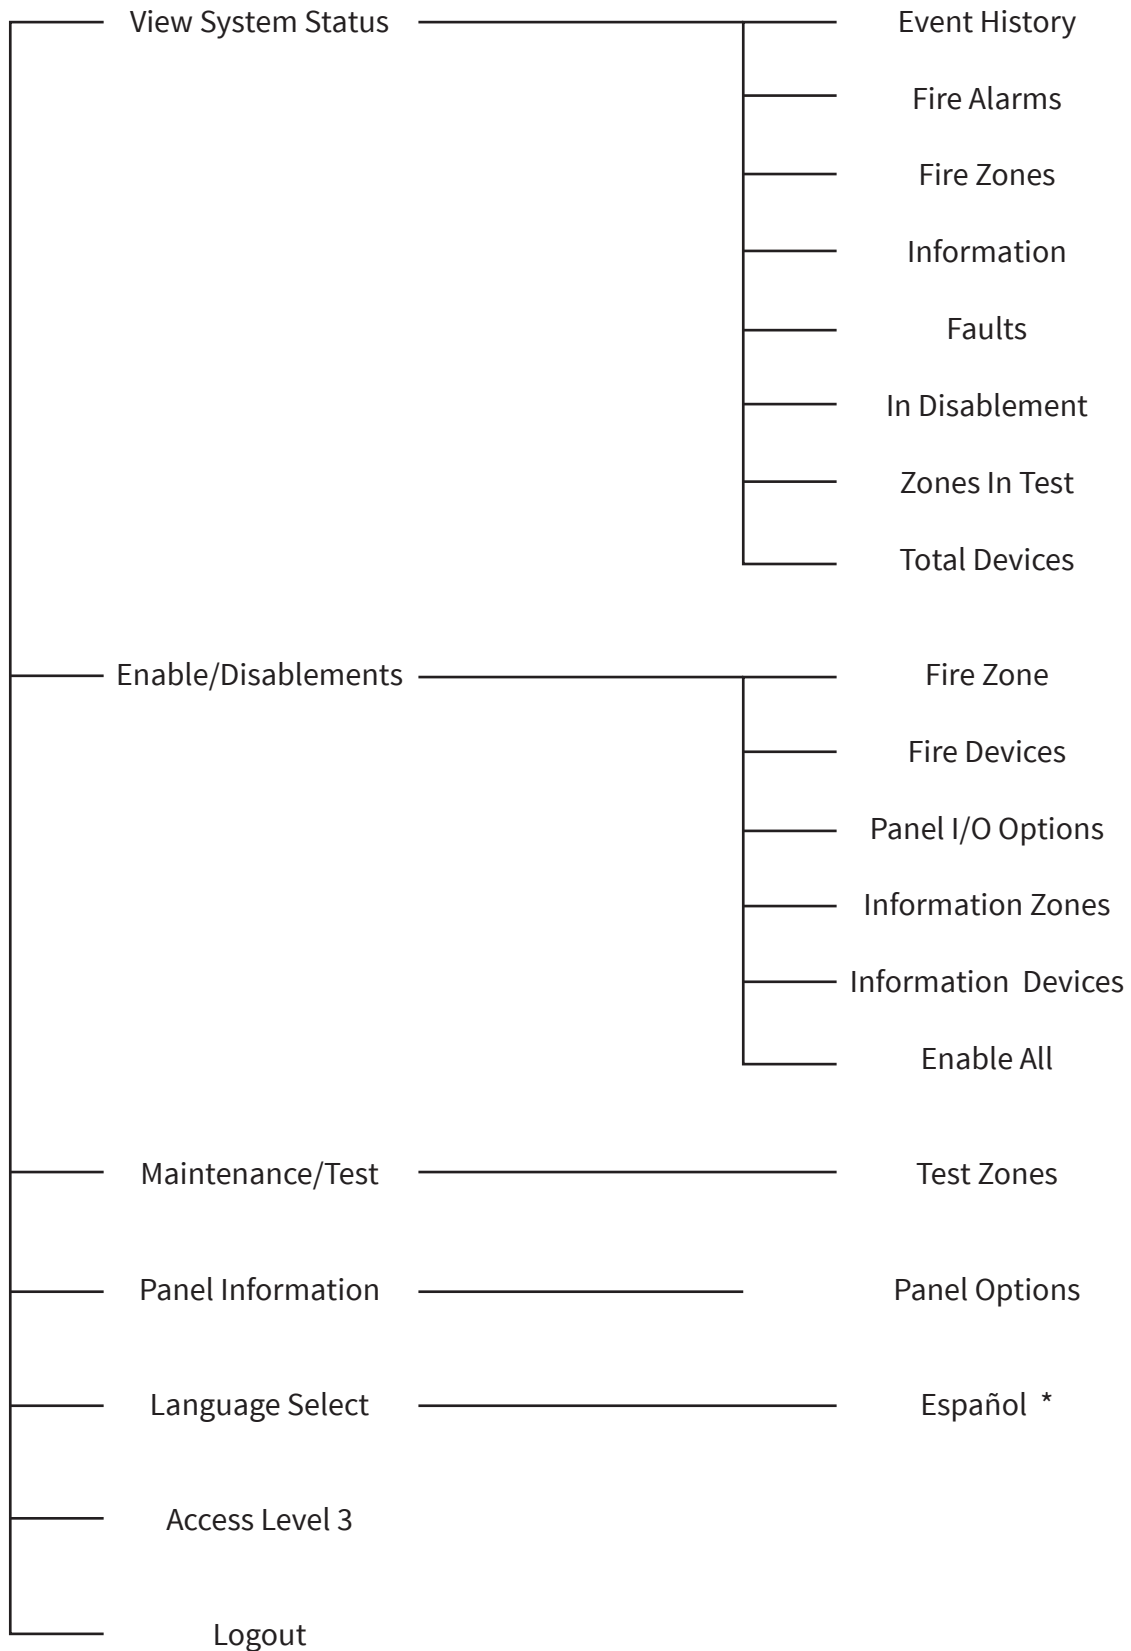 View System Status
Event History
Fire Alarms
Fire Zones
Information
Faults
In Disablement
Zones In Test
Total Devices
Enable/Disablements
Fire Zone
Fire Devices
Panel I/O Options
Information Zones
Information  Devices
Enable All
Maintenance/Test
Test Zones
Panel Information
Panel Options
Language Select
Español  *
Access Level 3
Logout